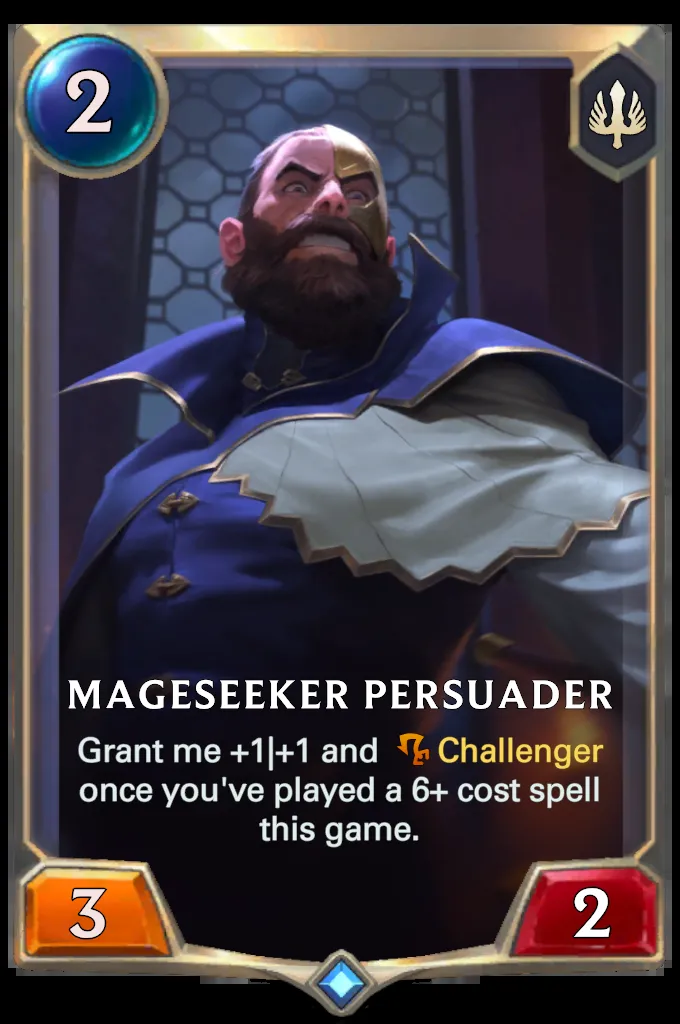 2
MAGESEEKER PERSUADER
Grant me +1|+1 and Challenger
once you've played a 6+ cost spell
this game.
3 2